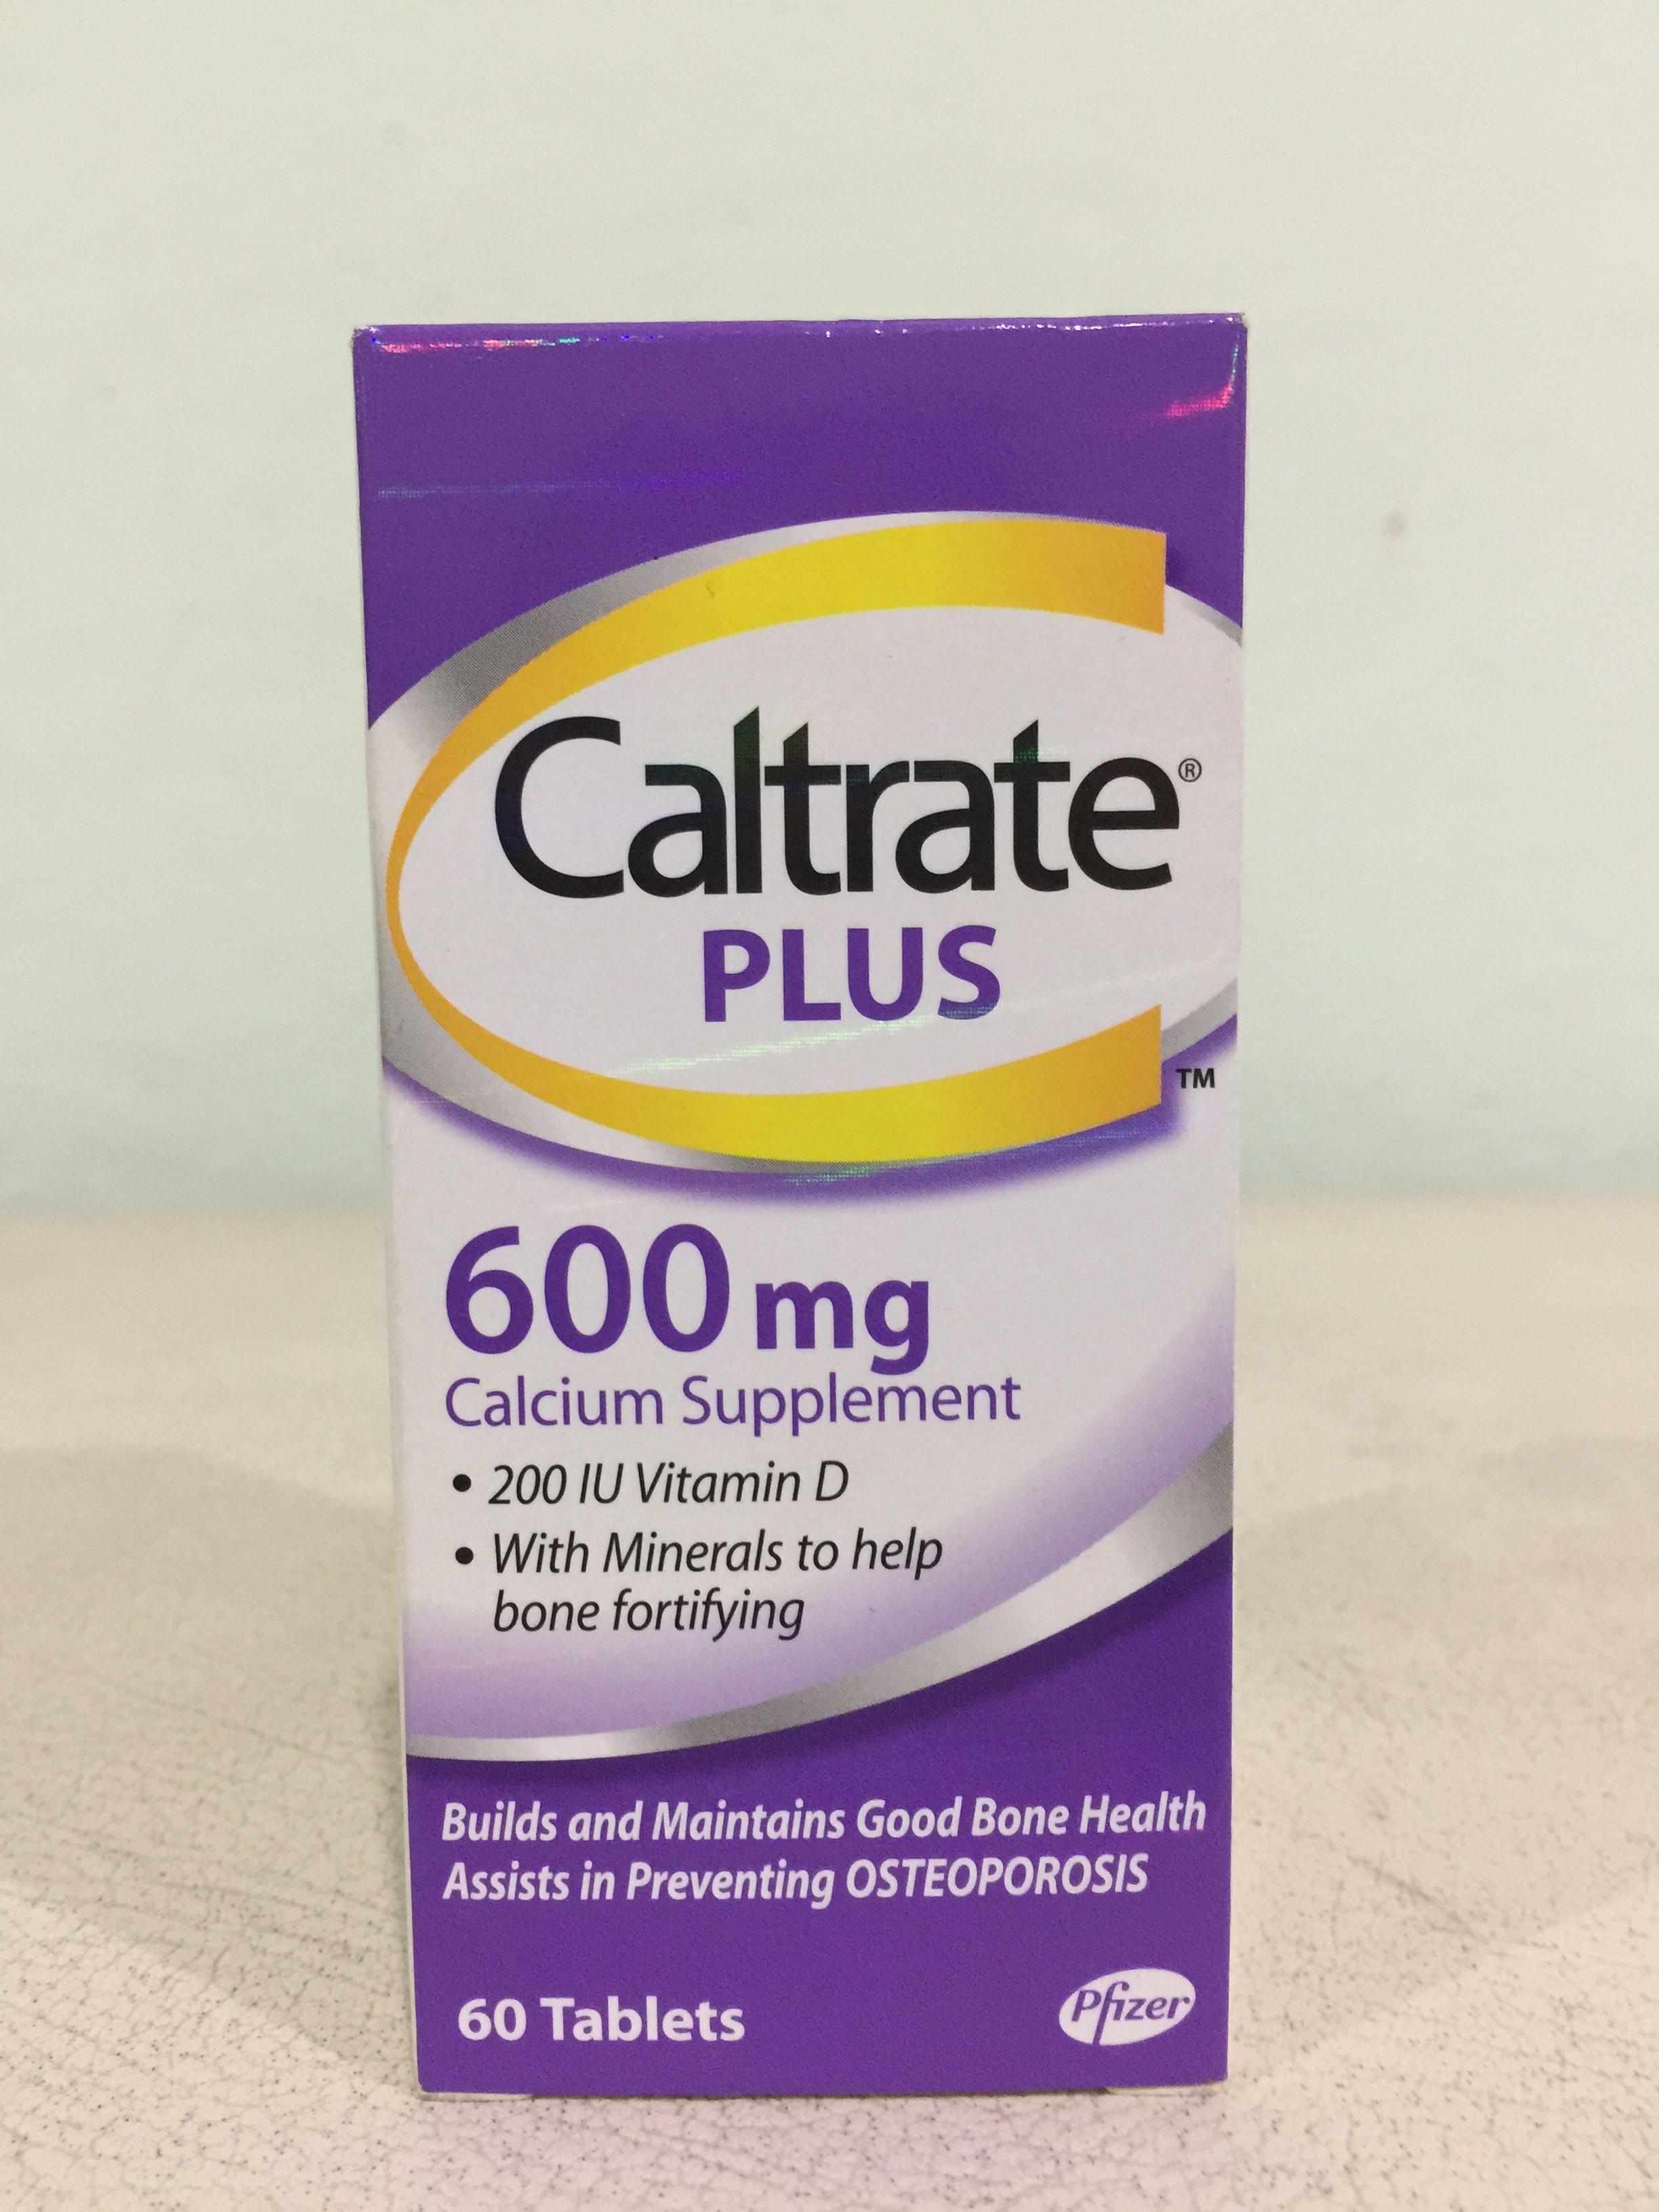 Caltrate®
PLUS
™
600 mg
Calcium Supplement
• 200 IU Vitamin D
• With Minerals to help
bone fortifying
Builds and Maintains Good Bone Health
Assists in Preventing OSTEOPOROSIS
60 Tablets
Pfizer